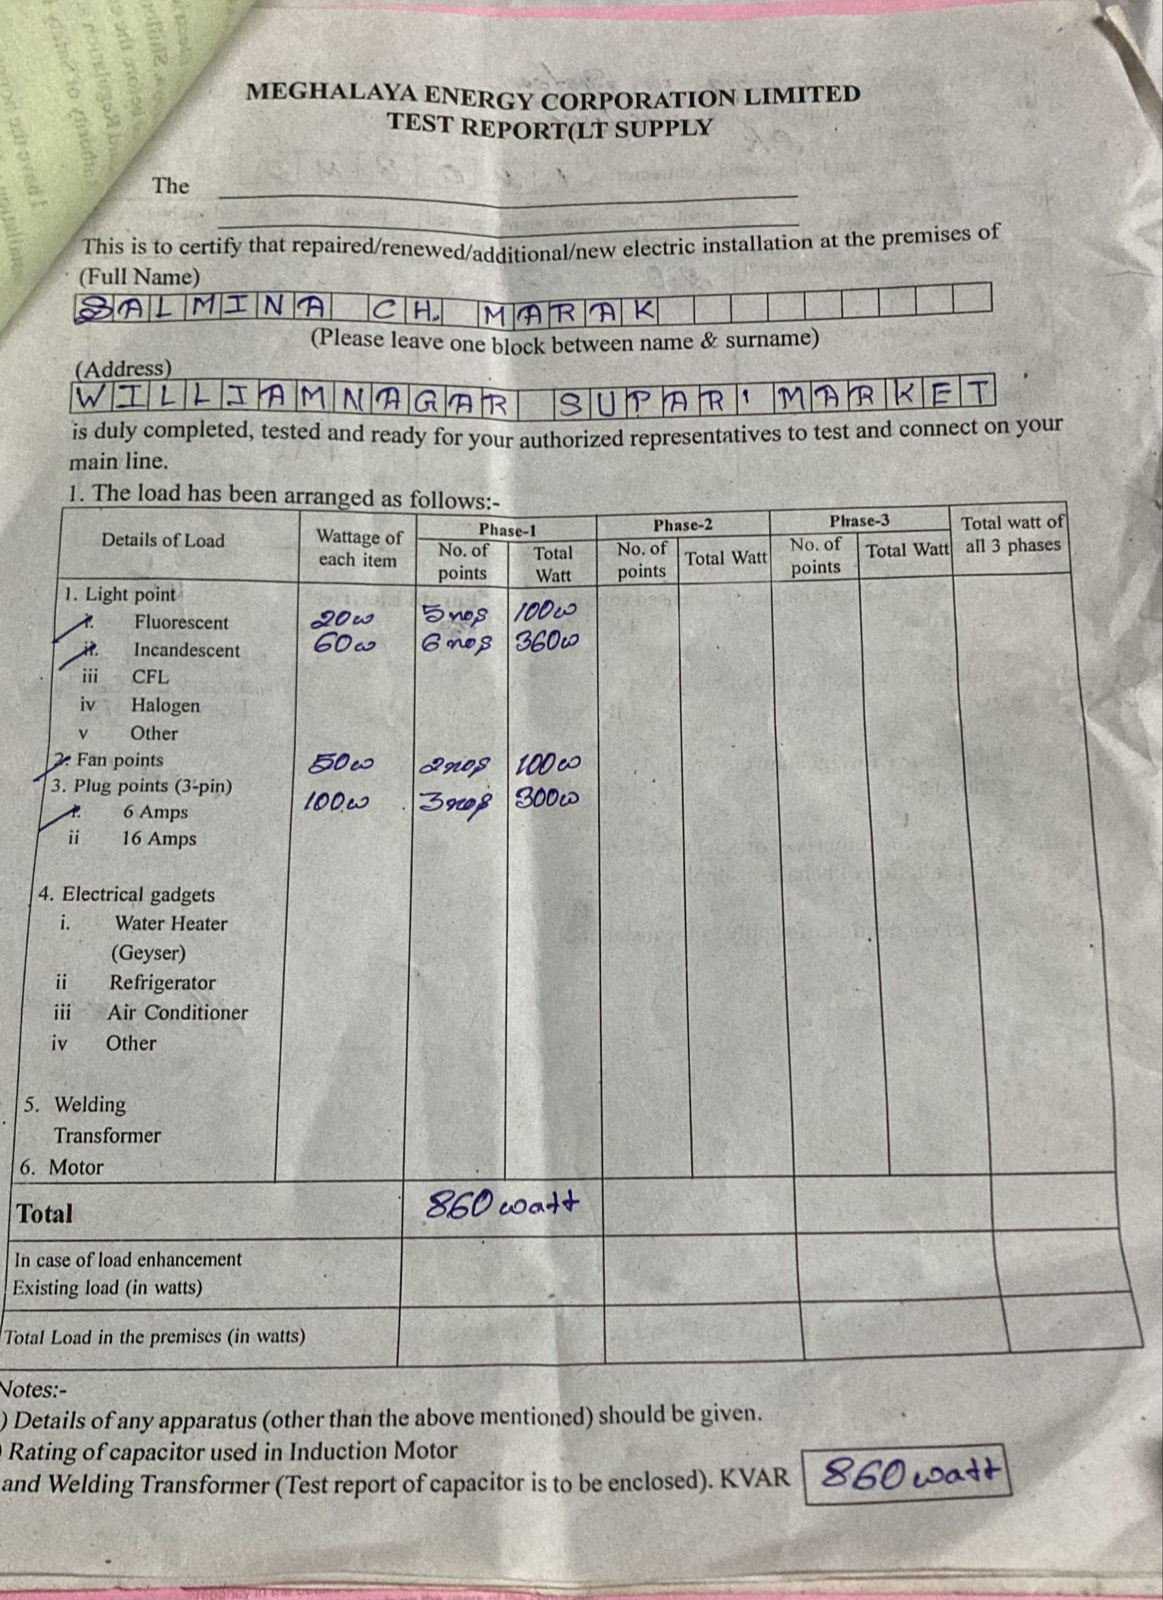 MEGHALAYA ENERGY CORPORATION LIMITED
TEST REPORT(LT SUPPLY
The
This is to certify that repaired/renewed/additional/new electric installation at the premises of
(Full Name)
SALMINA CH. MARAK
(Please leave one block between name & surname)
(Address)
WILLIAMNAGAR SUPAR' MARKET
is duly completed, tested and ready for your authorized representatives to test and connect on your
main line.
1. The load has been arranged as follows:-
Details of Load Wattage of each item Phase-1 No. of points Total Watt Phase-2 No. of points Total Watt Phase-3 No. of points Total Watt Total watt of all 3 phases
1. Light point
i. Fluorescent 20w 5nos 100w
ii. Incandescent 60w 6nos 360w
iii CFL
iv Halogen
v Other
2. Fan points 50w 2nos 100w
3. Plug points (3-pin)
i. 6 Amps 100w 3nos 300w
ii 16 Amps
4. Electrical gadgets
i. Water Heater
(Geyser)
ii Refrigerator
iii Air Conditioner
iv Other
5. Welding
Transformer
6. Motor
Total 860 watt
In case of load enhancement
Existing load (in watts)
Total Load in the premises (in watts)
Notes:-
) Details of any apparatus (other than the above mentioned) should be given.
) Rating of capacitor used in Induction Motor
and Welding Transformer (Test report of capacitor is to be enclosed). KVAR 860 watt